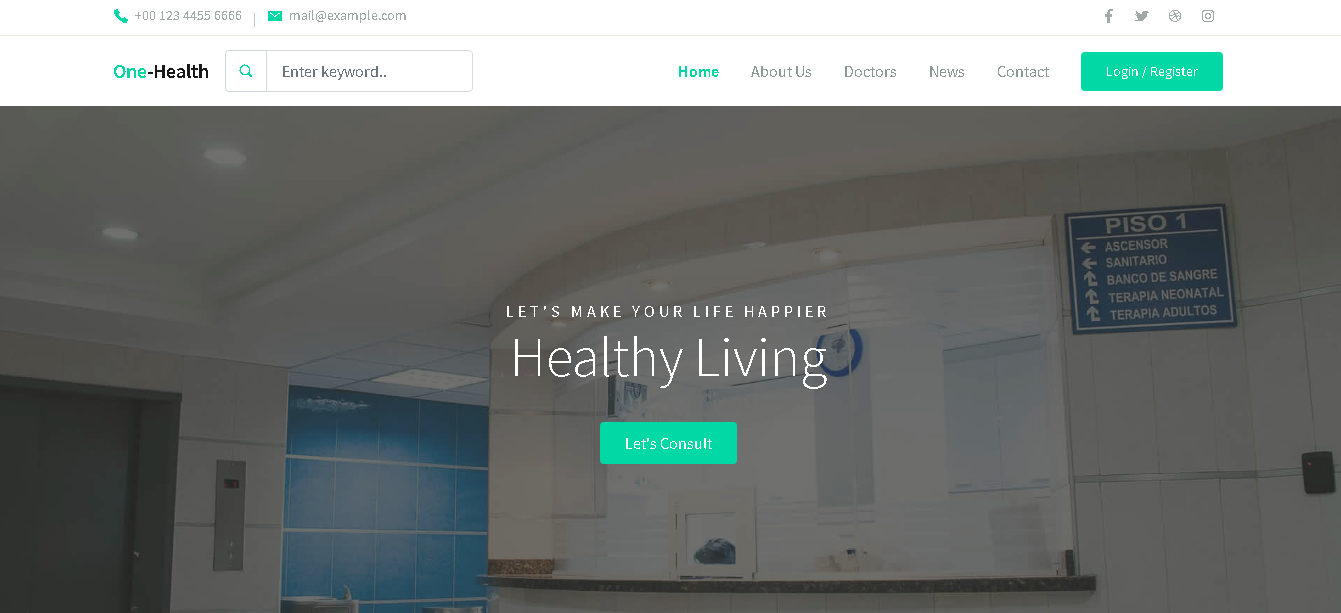 +00 123 4455 6666 | mail@example.com
One-Health
Enter keyword..
Home About Us Doctors News Contact Login / Register
PISO 1
ASCENSOR
SANITARIO
BANCO DE SANGRE
TERAPIA NEONATAL
TERAPIA ADULTOS
LET'S MAKE YOUR LIFE HAPPIER
Healthy Living
Let's Consult